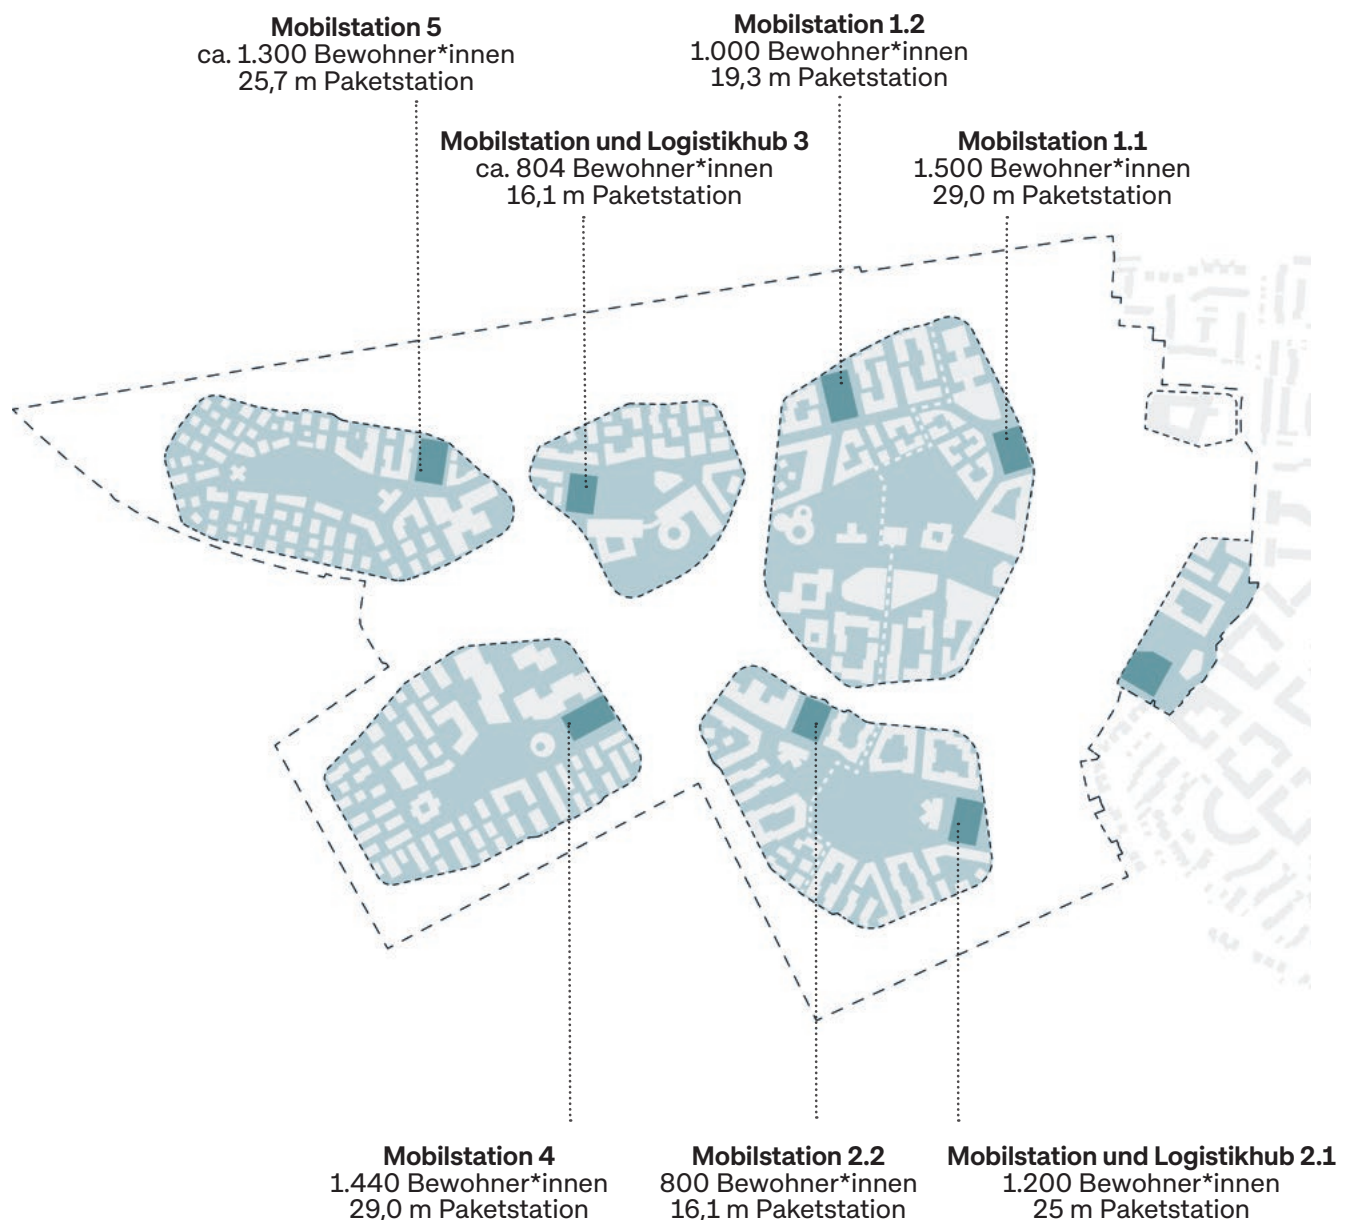 Mobilstation 5
ca. 1.300 Bewohner*innen
25,7 m Paketstation
Mobilstation 1.2
1.000 Bewohner*innen
19,3 m Paketstation
Mobilstation und Logistikhub 3
ca. 804 Bewohner*innen
16,1 m Paketstation
Mobilstation 1.1
1.500 Bewohner*innen
29,0 m Paketstation
Mobilstation 4
1.440 Bewohner*innen
29,0 m Paketstation
Mobilstation 2.2
800 Bewohner*innen
16,1 m Paketstation
Mobilstation und Logistikhub 2.1
1.200 Bewohner*innen
25 m Paketstation